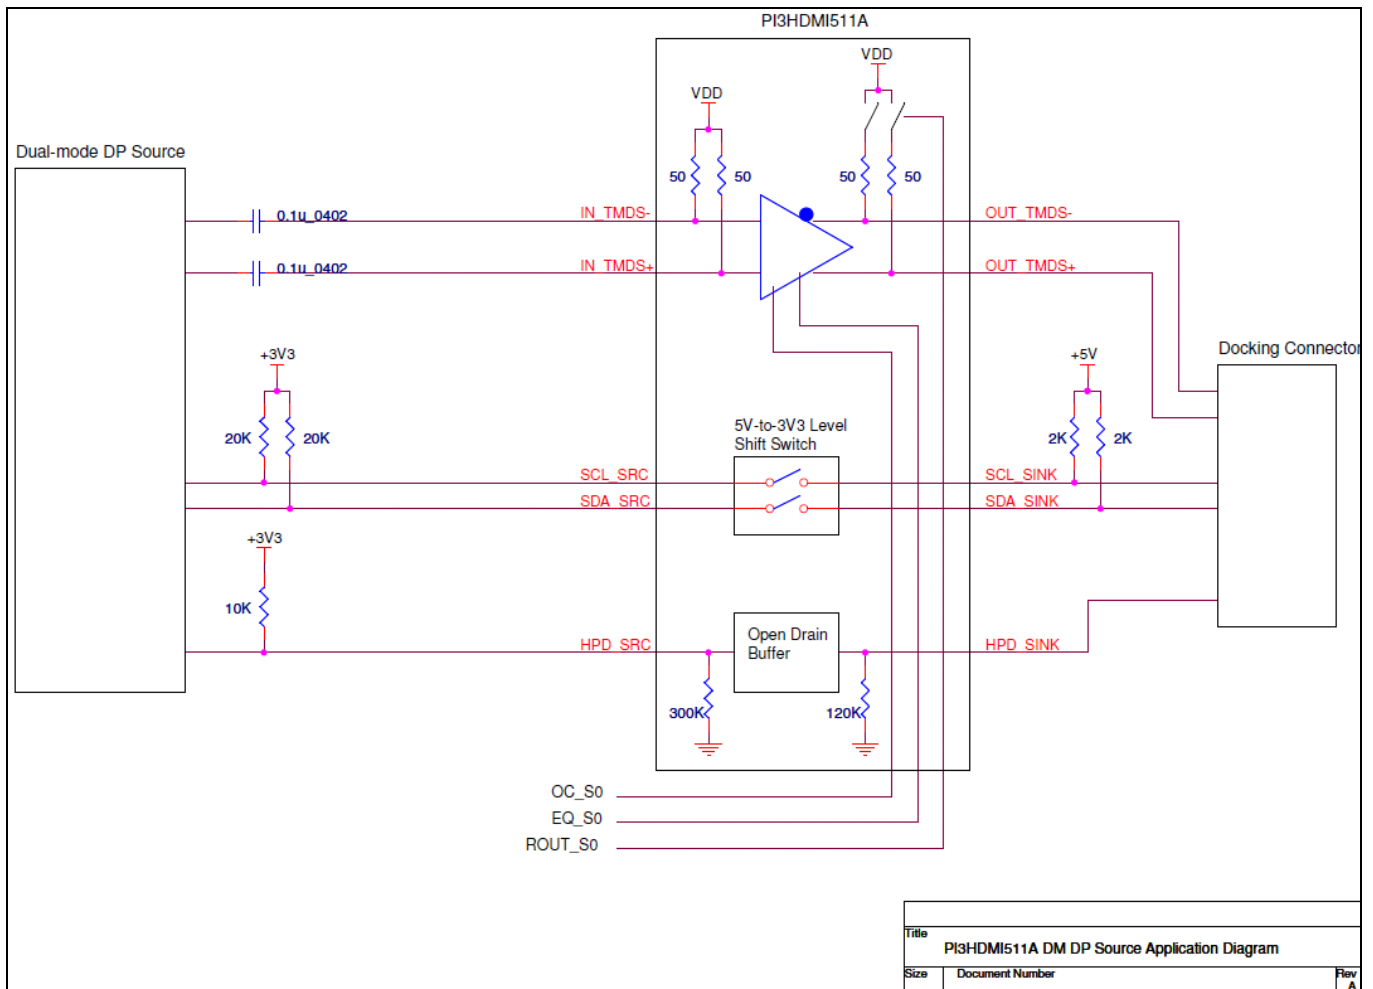 PI3HDMI511A
VDD
VDD
Dual-mode DP Source
50
50
50
50
0.1u_0402
IN_TMDS-
OUT_TMDS-
0.1u_0402
IN_TMDS+
OUT_TMDS+
+3V3
+5V
Docking Connector
20K
20K
5V-to-3V3 Level
Shift Switch
2K
2K
SCL_SRC
SCL_SINK
SDA_SRC
SDA_SINK
+3V3
10K
Open Drain
Buffer
HPD_SRC
HPD_SINK
300K
120K
OC_S0
EQ_S0
ROUT_S0
Title
PI3HDMI511A DM DP Source Application Diagram
Size
Document Number
Rev
A